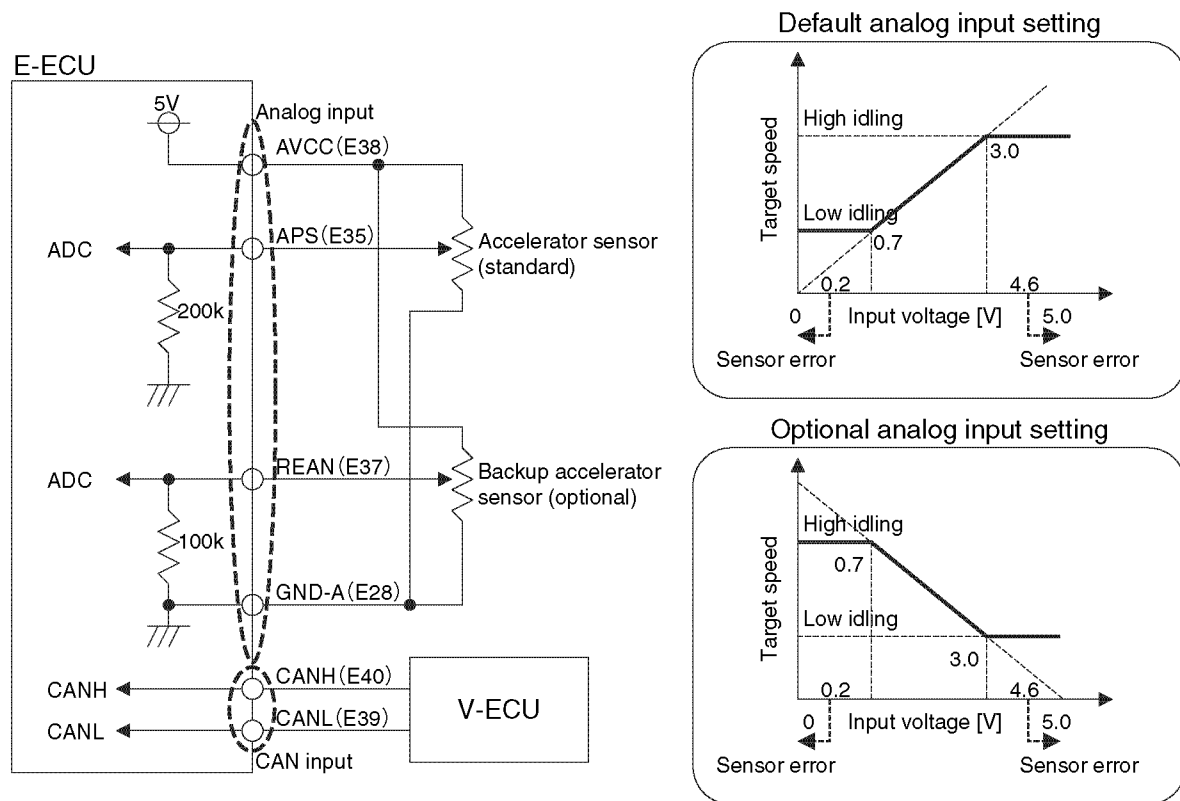 E-ECU
5V
Analog input
AVCC(E38)
ADC
APS(E35)
Accelerator sensor
(standard)
200k
ADC
REAN(E37)
Backup accelerator
sensor (optional)
100k
GND-A(E28)
CANH
CANH(E40)
V-ECU
CANL
CANL(E39)
CAN input
Default analog input setting
Target speed
High idling
3.0
Low idling
0.7
0.2
4.6
0
Input voltage [V]
5.0
Sensor error
Sensor error
Optional analog input setting
Target speed
High idling
0.7
Low idling
3.0
0.2
4.6
0
Input voltage [V]
5.0
Sensor error
Sensor error